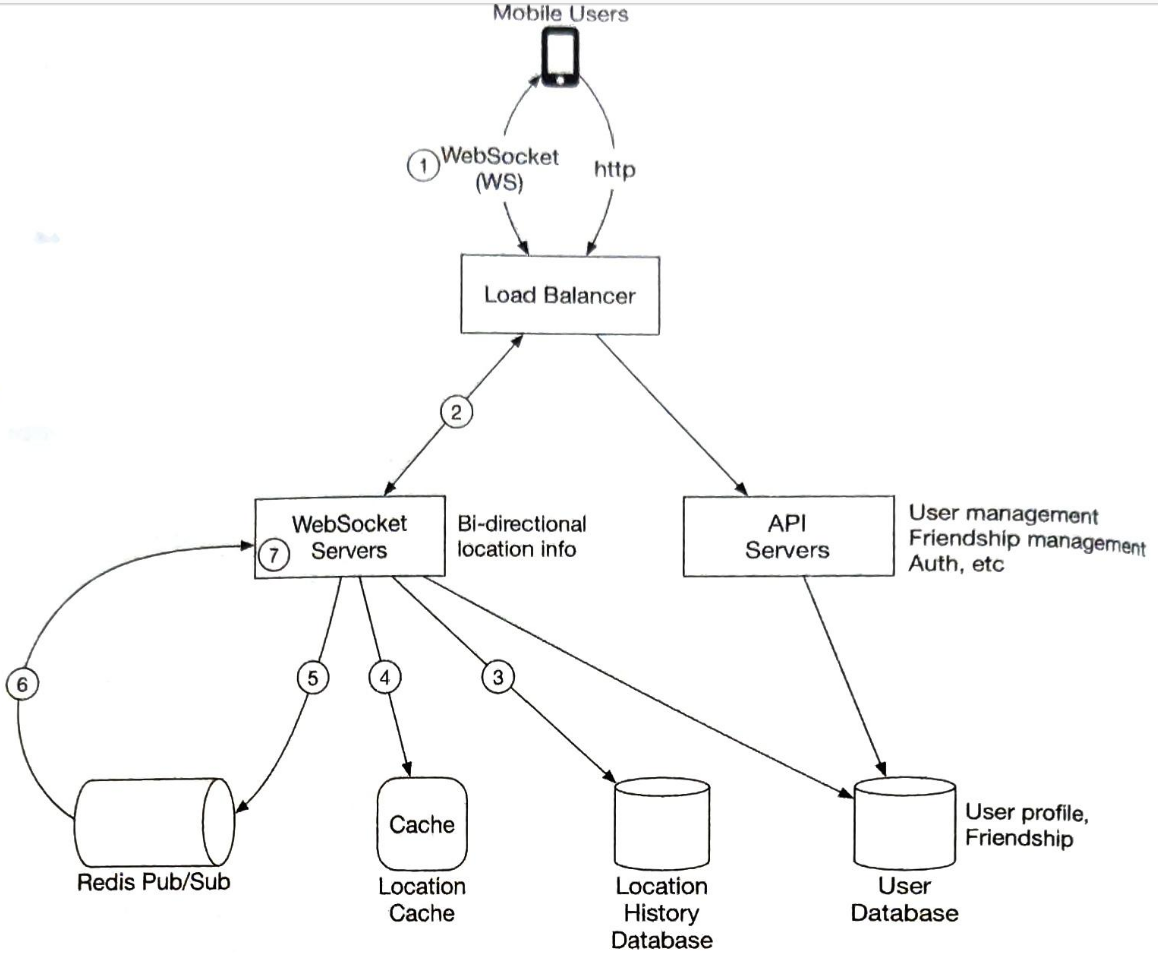 Mobile Users
1
WebSocket
(WS)
http
Load Balancer
2
WebSocket
Servers
7
Bi-directional
location info
API
Servers
User management
Friendship management
Auth, etc
6
5
4
3
Redis Pub/Sub
Cache
Location
Cache
Location
History
Database
User
Database
User profile,
Friendship